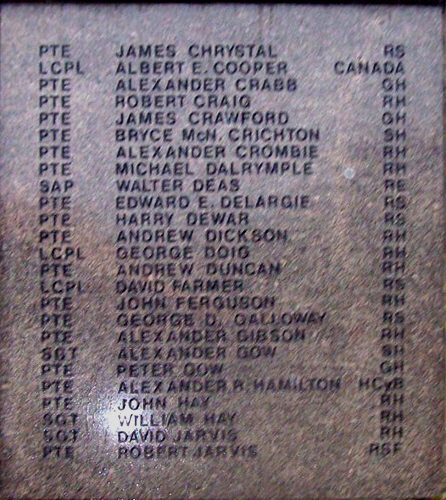 PTE JAMES CHRYSTAL RS
LCPL ALBERT E. COOPER CANADA
PTE ALEXANDER CRABB GH
PTE ROBERT CRAIG RH
PTE JAMES CRAWFORD GH
PTE BRYCE McN. CRICHTON SH
PTE ALEXANDER CROMBIE RH
PTE MICHAEL DALRYMPLE RH
SAP WALTER DEAS RE
PTE EDWARD E. DELARGIE RS
PTE HARRY DEWAR RS
PTE ANDREW DICKSON RH
LCPL GEORGE DOIG RH
PTE ANDREW DUNCAN RH
LCPL DAVID FARMER RS
PTE JOHN FERGUSON RH
PTE GEORGE D. GALLOWAY RS
PTE ALEXANDER GIBSON RH
SGT ALEXANDER GOW SH
PTE PETER GOW GH
PTE ALEXANDER R. HAMILTON HCyB
PTE JOHN HAY RH
SGT WILLIAM HAY RH
SGT DAVID JARVIS RH
PTE ROBERT JARVIS RSF